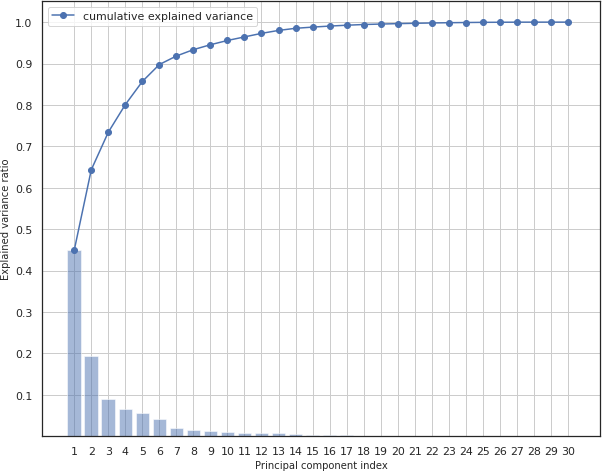 cumulative explained variance
1.0
0.9
0.8
0.7
0.6
0.5
0.4
0.3
0.2
0.1
Explained variance ratio
1 2 3 4 5 6 7 8 9 10 11 12 13 14 15 16 17 18 19 20 21 22 23 24 25 26 27 28 29 30
Principal component index